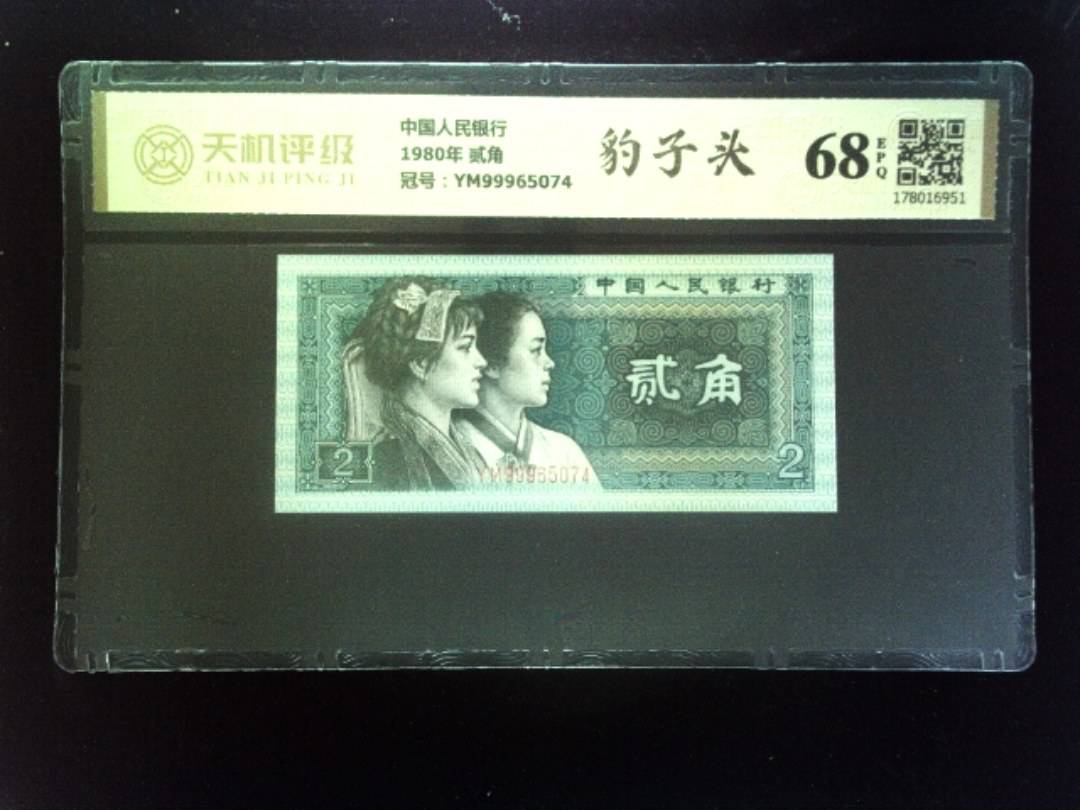 天机评级
TIAN JI PING JI
中国人民银行
1980年 贰角
冠号：YM99965074
豹子头
68
EPQ
178016951
中国人民银行
贰角
2
2
YM99965074